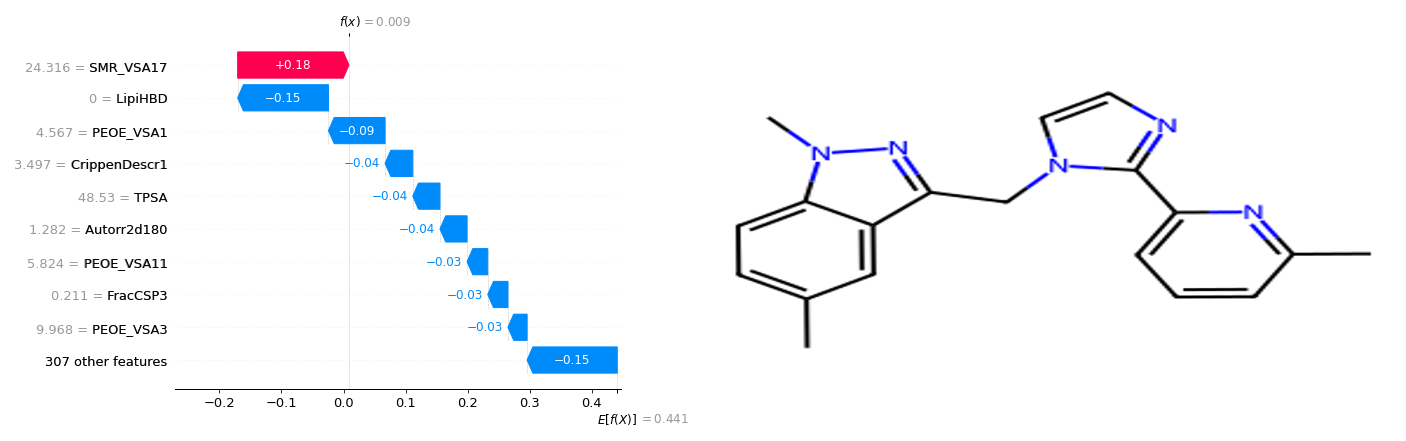 f(x) = 0.009
24.316 = SMR_VSA17
+0.18
0 = LipiHBD
−0.15
4.567 = PEOE_VSA1
−0.09
3.497 = CrippenDescr1
−0.04
48.53 = TPSA
−0.04
1.282 = Autorr2d180
−0.04
5.824 = PEOE_VSA11
−0.03
0.211 = FracCSP3
−0.03
9.968 = PEOE_VSA3
−0.03
307 other features
−0.15
−0.2 −0.1 0.0 0.1 0.2 0.3 0.4
E[f(X)] = 0.441
N
N
N
N
N